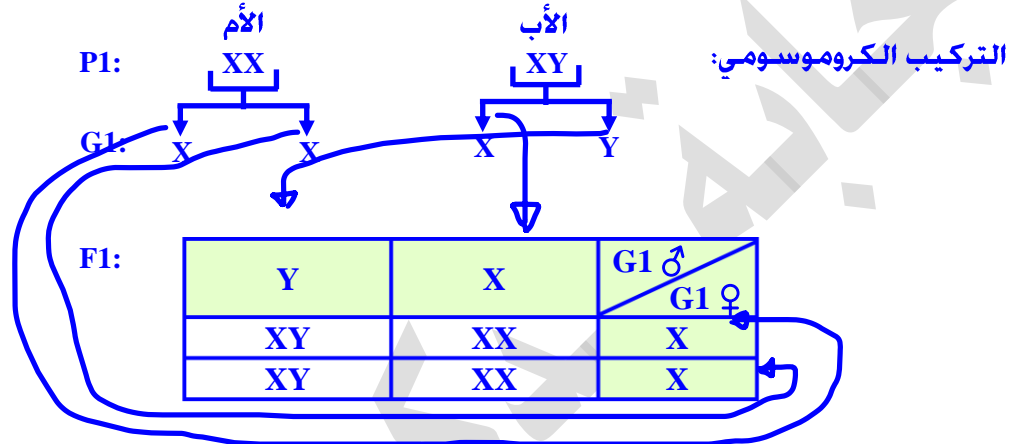 الأم الأب
التركيب الكروموسومي: P1: XX XY
G1: X X X Y
F1:
G1 ♂ X Y
G1 ♀
X XX XY
X XX XY